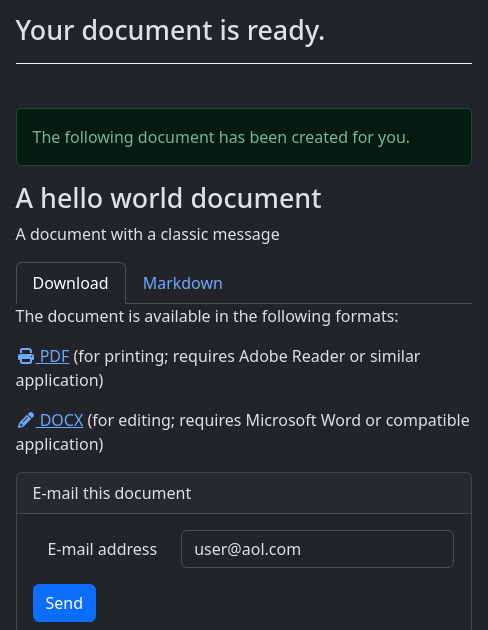 Your document is ready.
The following document has been created for you.
A hello world document
A document with a classic message
Download Markdown
The document is available in the following formats:
PDF (for printing; requires Adobe Reader or similar
application)
DOCX (for editing; requires Microsoft Word or compatible
application)
E-mail this document
E-mail address user@aol.com
Send